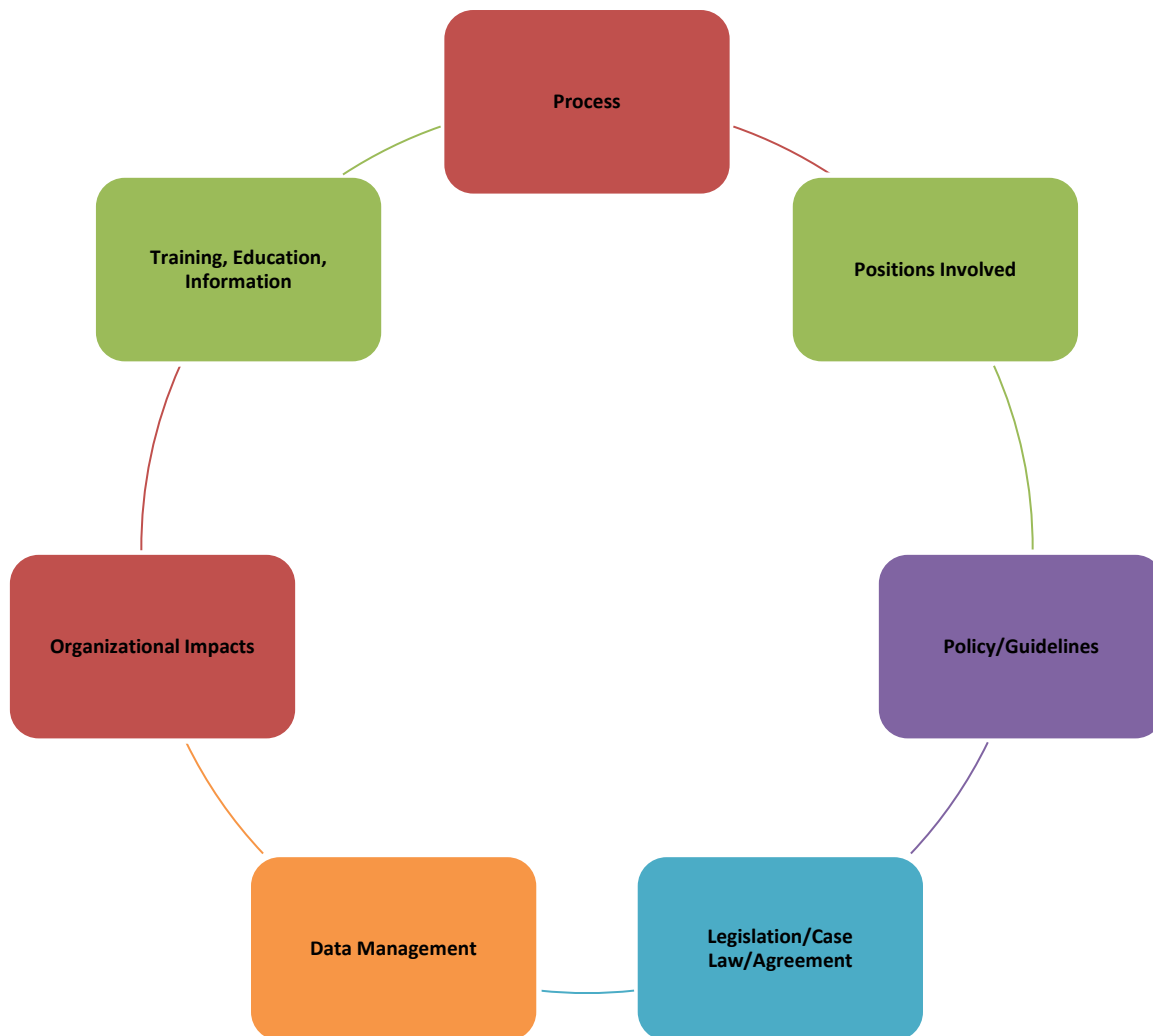 Process
Training, Education,
Information
Positions Involved
Organizational Impacts
Policy/Guidelines
Data Management
Legislation/Case
Law/Agreement